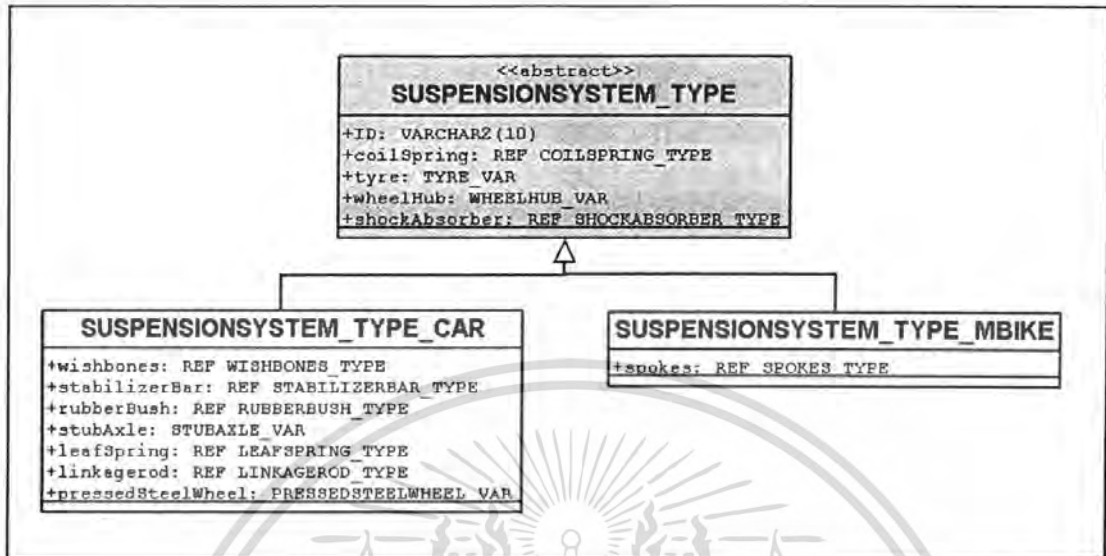 <<abstract>>
SUSPENSIONSYSTEM_TYPE
+ID: VARCHAR2(10)
+coilSpring: REF COILSPRING_TYPE
+tyre: TYRE_VAR
+wheelHub: WHEELHUB_VAR
+shockAbsorber: REF SHOCKABSORBER_TYPE
SUSPENSIONSYSTEM_TYPE_CAR
+wishbones: REF WISHBONES_TYPE
+stabilizerBar: REF STABILIZERBAR_TYPE
+rubberBush: REF RUBBERBUSH_TYPE
+stubAxle: STUBAXLE_VAR
+leafSpring: REF LEAFSPRING_TYPE
+linkagerod: REF LINKAGEROD_TYPE
+pressedSteelWheel: PRESSEDSTEELWHEEL_VAR
SUSPENSIONSYSTEM_TYPE_MBIKE
+spokes: REF SPOKES_TYPE